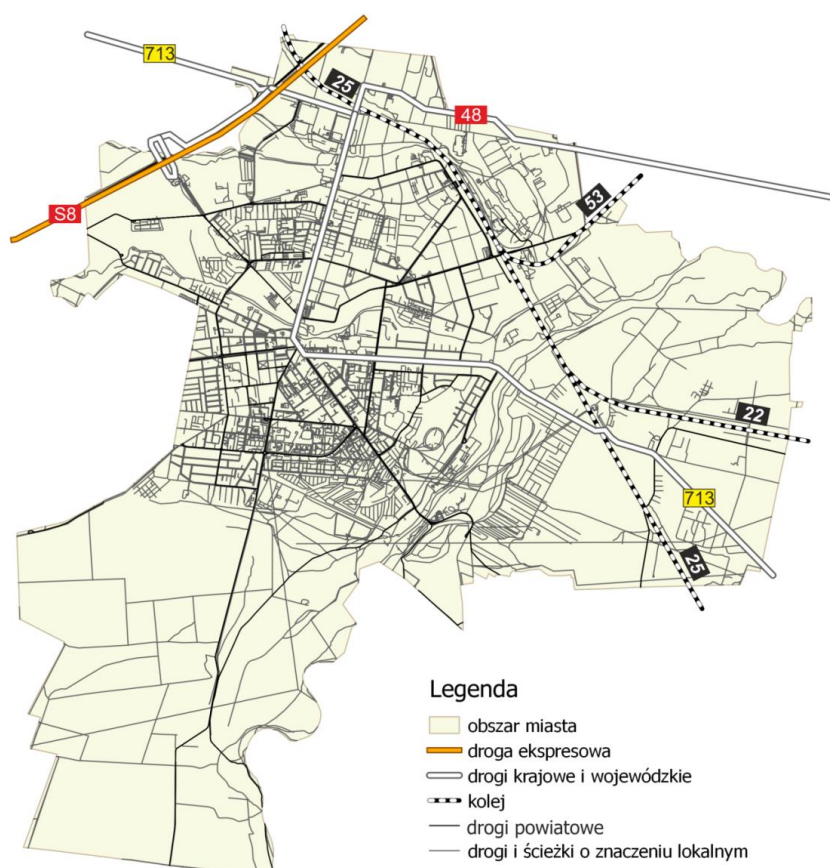 713
25
48
S8
53
22
713
25
Legenda
obszar miasta
droga ekspresowa
drogi krajowe i wojewódzkie
kolej
drogi powiatowe
drogi i ścieżki o znaczeniu lokalnym